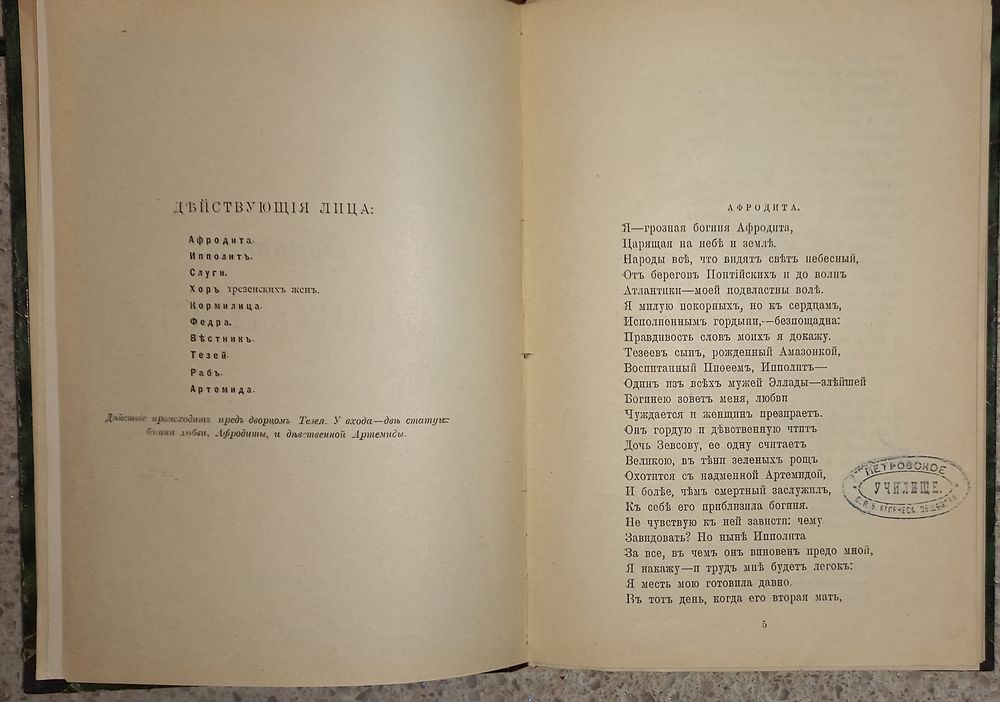 ДѢЙСТВУЮЩІЯ ЛИЦА:
Афродита.
Ипполитъ.
Слуги.
Хоръ трезенскихъ женъ.
Кормилица.
Федра.
Вѣстникъ.
Тезей.
Рабъ.
Артемида.
Дѣйствіе происходитъ предъ дворцомъ Тезея. У входа—двѣ статуи:
богини любви, Афродиты, и дѣвственной Артемиды.
АФРОДИТА.
Я—грозная богиня Афродита,
Царящая на небѣ и землѣ.
Народы всѣ, что видятъ свѣтъ небесный,
Отъ береговъ Понтійскихъ и до волнъ
Атлантики—моей подвластны волѣ.
Я милую покорныхъ, но къ сердцамъ,
Исполненнымъ гордыни,—безпощадна:
Правдивость словъ моихъ я докажу.
Тезеевъ сынъ, рожденный Амазонкой,
Воспитанный Питѳеемъ, Ипполитъ—
Одинъ изъ всѣхъ мужей Эллады—злѣйшей
Богинею зоветъ меня, любви
Чуждается и женщинъ презираетъ.
Онъ гордую и дѣвственную чтитъ
Дочь Зевсову, ее одну считаетъ
Великою, въ тѣни зеленыхъ рощъ
Охотится съ надменной Артемидой,
И болѣе, чѣмъ смертный заслужилъ,
Къ себѣ его приблизила богиня.
Не чувствую къ ней зависти: чему
Завидовать? Но нынѣ Ипполита
За все, въ чемъ онъ виновенъ предо мной,
Я накажу—и трудъ мнѣ будетъ легокъ:
Я месть мою готовила давно.
Въ тотъ день, когда его вторая мать,
5
ПЕТРОВСКОЕ
УЧИЛИЩЕ.
С.П.Б. КУПЕЧЕСК. ОБЩЕСТВА